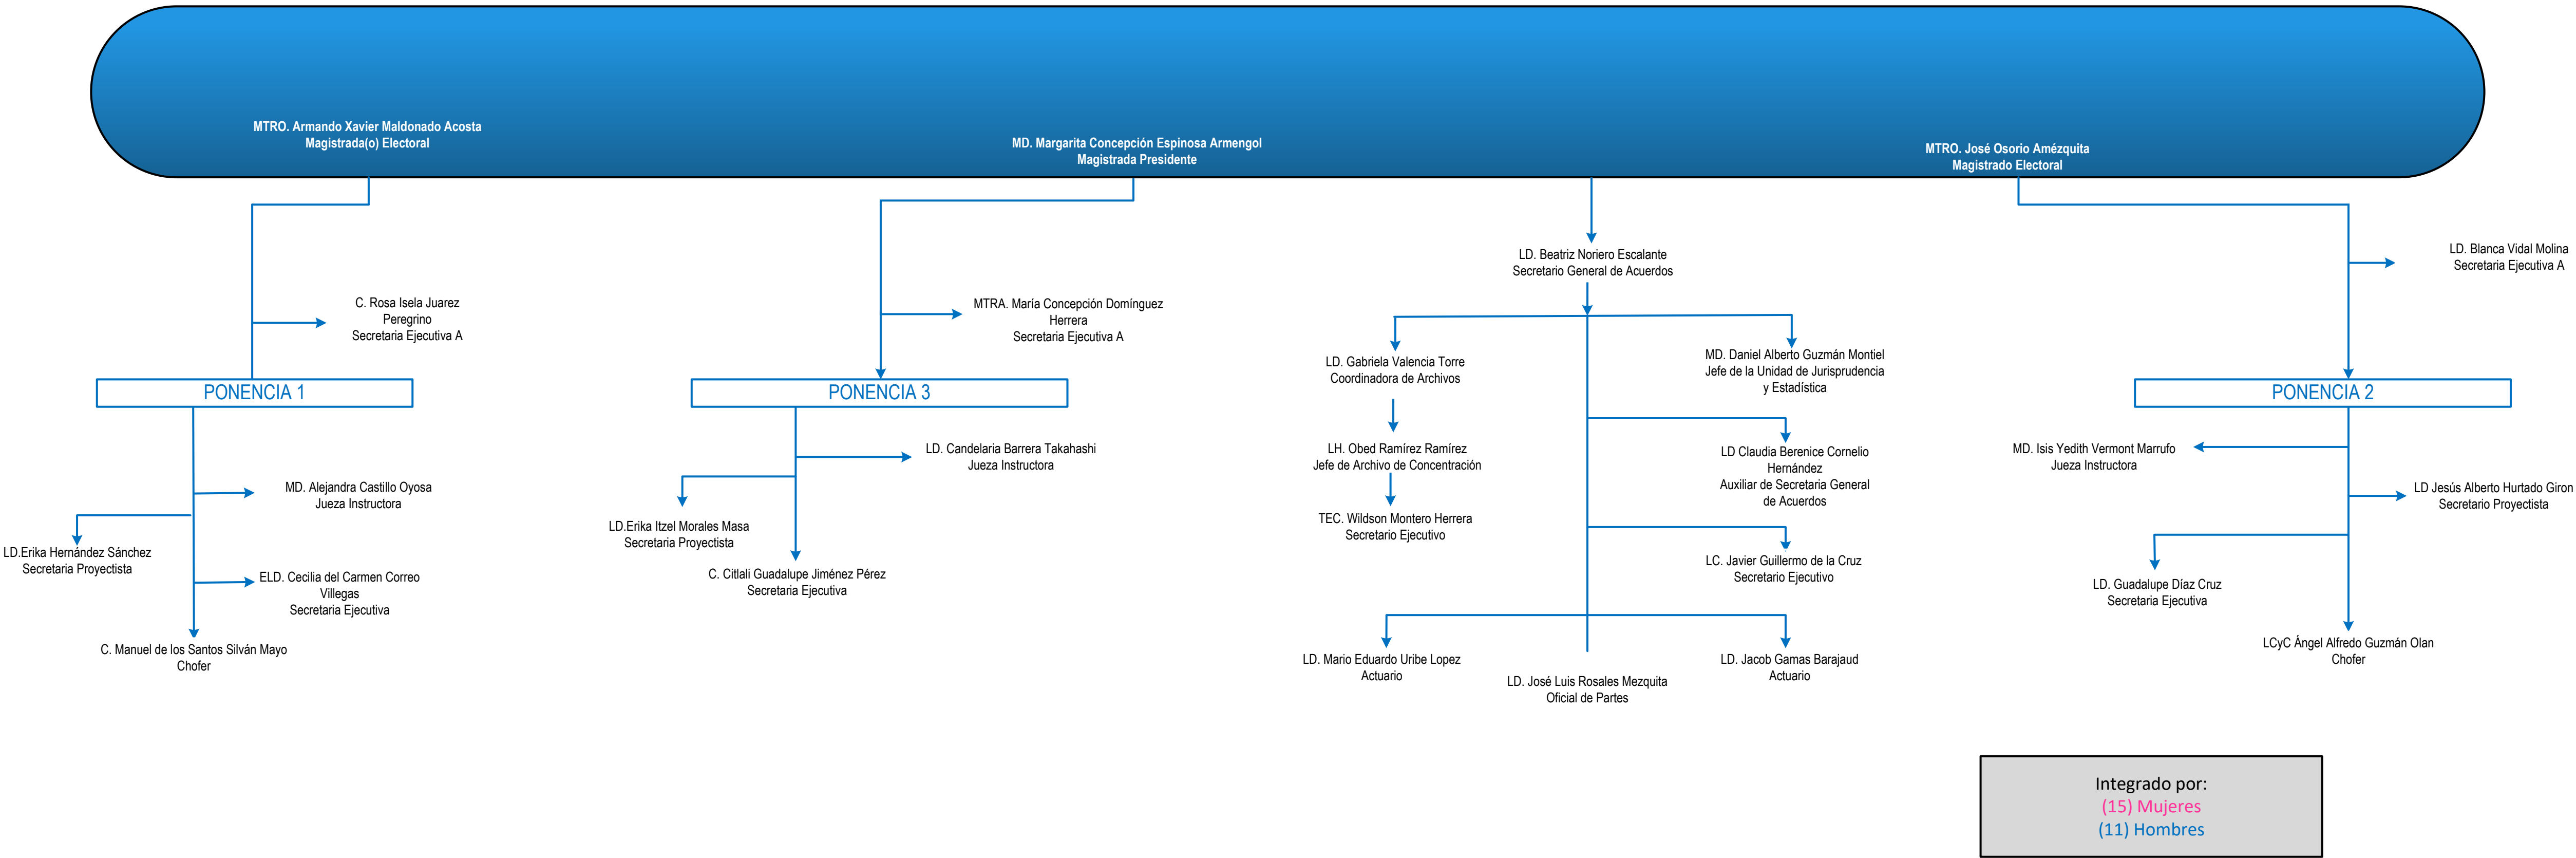 MTRO. Armando Xavier Maldonado Acosta
Magistrada(o) Electoral
MD. Margarita Concepción Espinosa Armengol
Magistrada Presidente
MTRO. José Osorio Amézquita
Magistrado Electoral
C. Rosa Isela Juarez
Peregrino
Secretaria Ejecutiva A
PONENCIA 1
MD. Alejandra Castillo Oyosa
Jueza Instructora
LD.Erika Hernández Sánchez
Secretaria Proyectista
ELD. Cecilia del Carmen Correo
Villegas
Secretaria Ejecutiva
C. Manuel de los Santos Silván Mayo
Chofer
MTRA. María Concepción Domínguez
Herrera
Secretaria Ejecutiva A
PONENCIA 3
LD. Candelaria Barrera Takahashi
Jueza Instructora
LD.Erika Itzel Morales Masa
Secretaria Proyectista
C. Citlali Guadalupe Jiménez Pérez
Secretaria Ejecutiva
LD. Beatriz Noriero Escalante
Secretario General de Acuerdos
LD. Gabriela Valencia Torre
Coordinadora de Archivos
MD. Daniel Alberto Guzmán Montiel
Jefe de la Unidad de Jurisprudencia
y Estadística
LH. Obed Ramírez Ramírez
Jefe de Archivo de Concentración
LD Claudia Berenice Cornelio
Hernández
Auxiliar de Secretaria General
de Acuerdos
TEC. Wildson Montero Herrera
Secretario Ejecutivo
LC. Javier Guillermo de la Cruz
Secretario Ejecutivo
LD. Mario Eduardo Uribe Lopez
Actuario
LD. José Luis Rosales Mezquita
Oficial de Partes
LD. Jacob Gamas Barajaud
Actuario
LD. Blanca Vidal Molina
Secretaria Ejecutiva A
PONENCIA 2
MD. Isis Yedith Vermont Marrufo
Jueza Instructora
LD Jesús Alberto Hurtado Giron
Secretario Proyectista
LD. Guadalupe Díaz Cruz
Secretaria Ejecutiva
LCyC Ángel Alfredo Guzmán Olan
Chofer
Integrado por:
(15) Mujeres
(11) Hombres